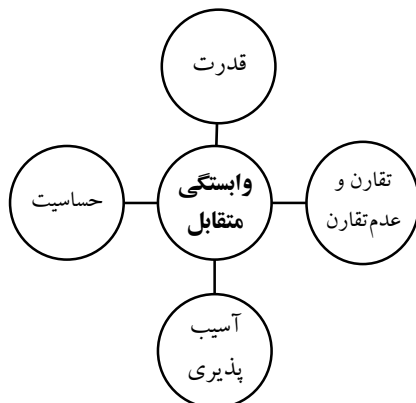 قدرت
تقارن و
عدم‌تقارن
وابستگی
متقابل
حساسیت
آسیب
پذیری